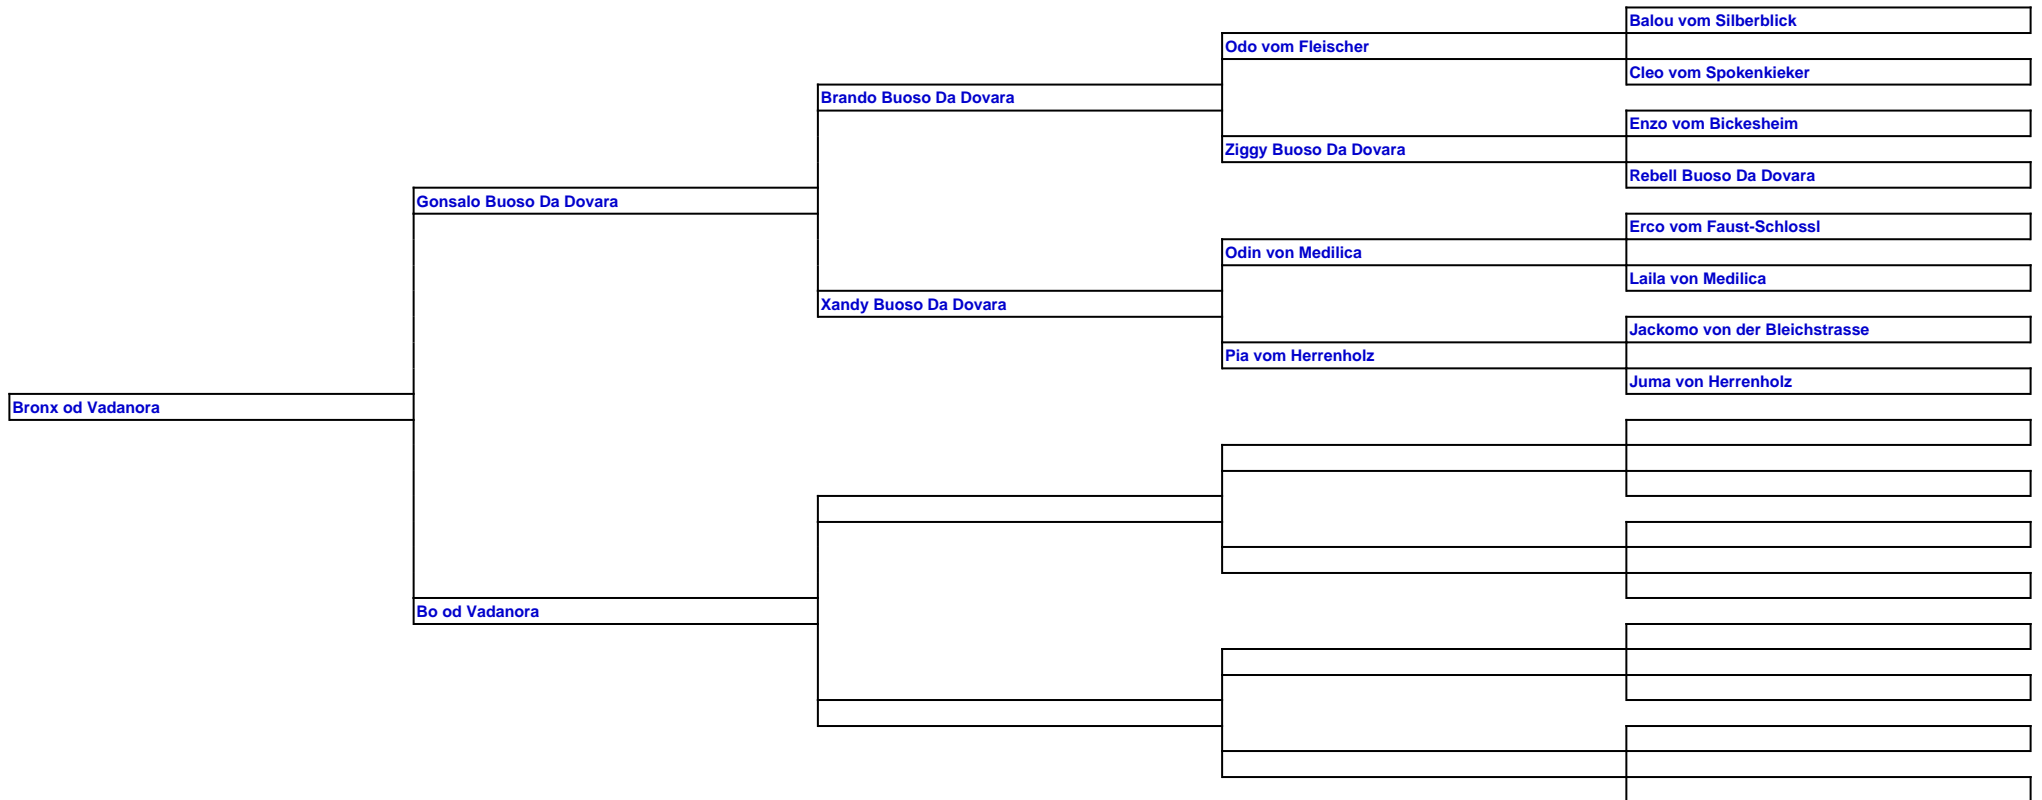 Balou vom Silberblick
Odo vom Fleischer
Cleo vom Spokenkieker
Brando Buoso Da Dovara
Enzo vom Bickesheim
Ziggy Buoso Da Dovara
Rebell Buoso Da Dovara
Gonsalo Buoso Da Dovara
Erco vom Faust-Schlossl
Odin von Medilica
Laila von Medilica
Xandy Buoso Da Dovara
Jackomo von der Bleichstrasse
Pia vom Herrenholz
Juma von Herrenholz
Bronx od Vadanora
Bo od Vadanora